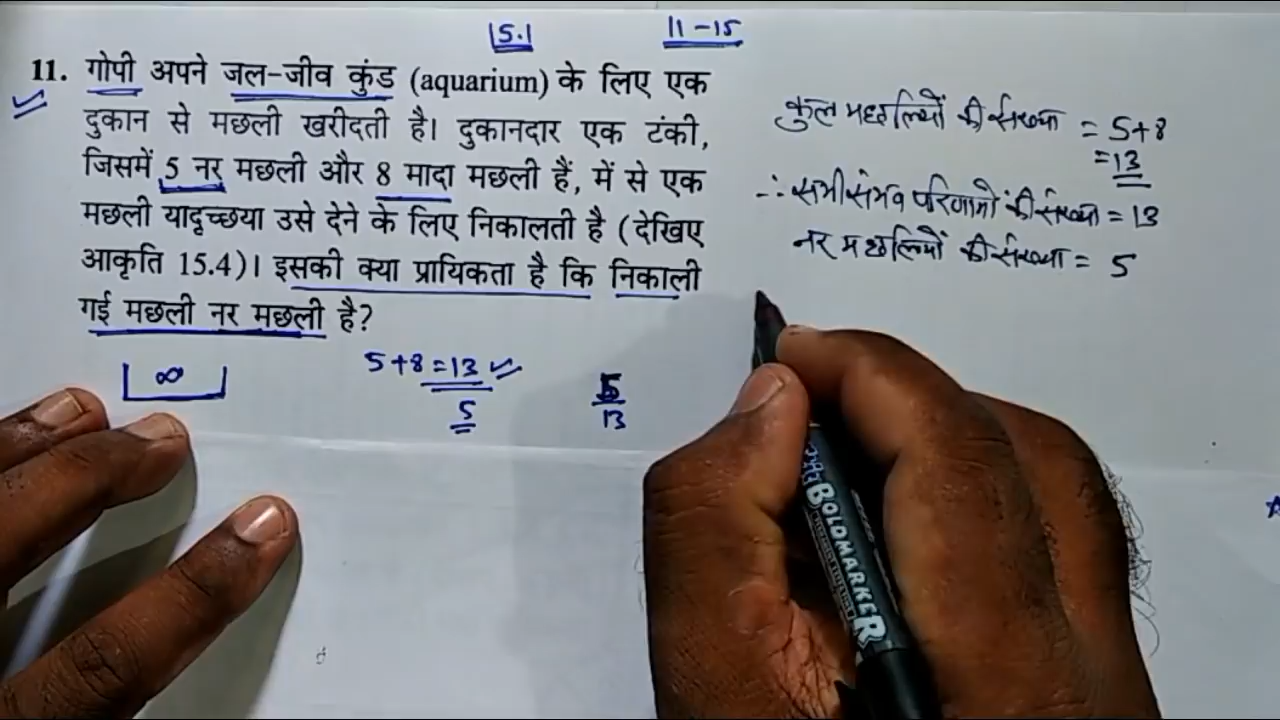 15.1
11-15
11. गोपी अपने जल-जीव कुंड (aquarium) के लिए एक
दुकान से मछली खरीदती है। दुकानदार एक टंकी,
जिसमें 5 नर मछली और 8 मादा मछली हैं, में से एक
मछली यादृच्छया उसे देने के लिए निकालती है (देखिए
आकृति 15.4)। इसकी क्या प्रायिकता है कि निकाली
गई मछली नर मछली है?
∞
5+8=13
5
5
13
कुल मछलियों की संख्या = 5+8
=13
∴ सभी संभव परिणामों की संख्या = 13
नर मछलियों की संख्या = 5
BOLDMARKER